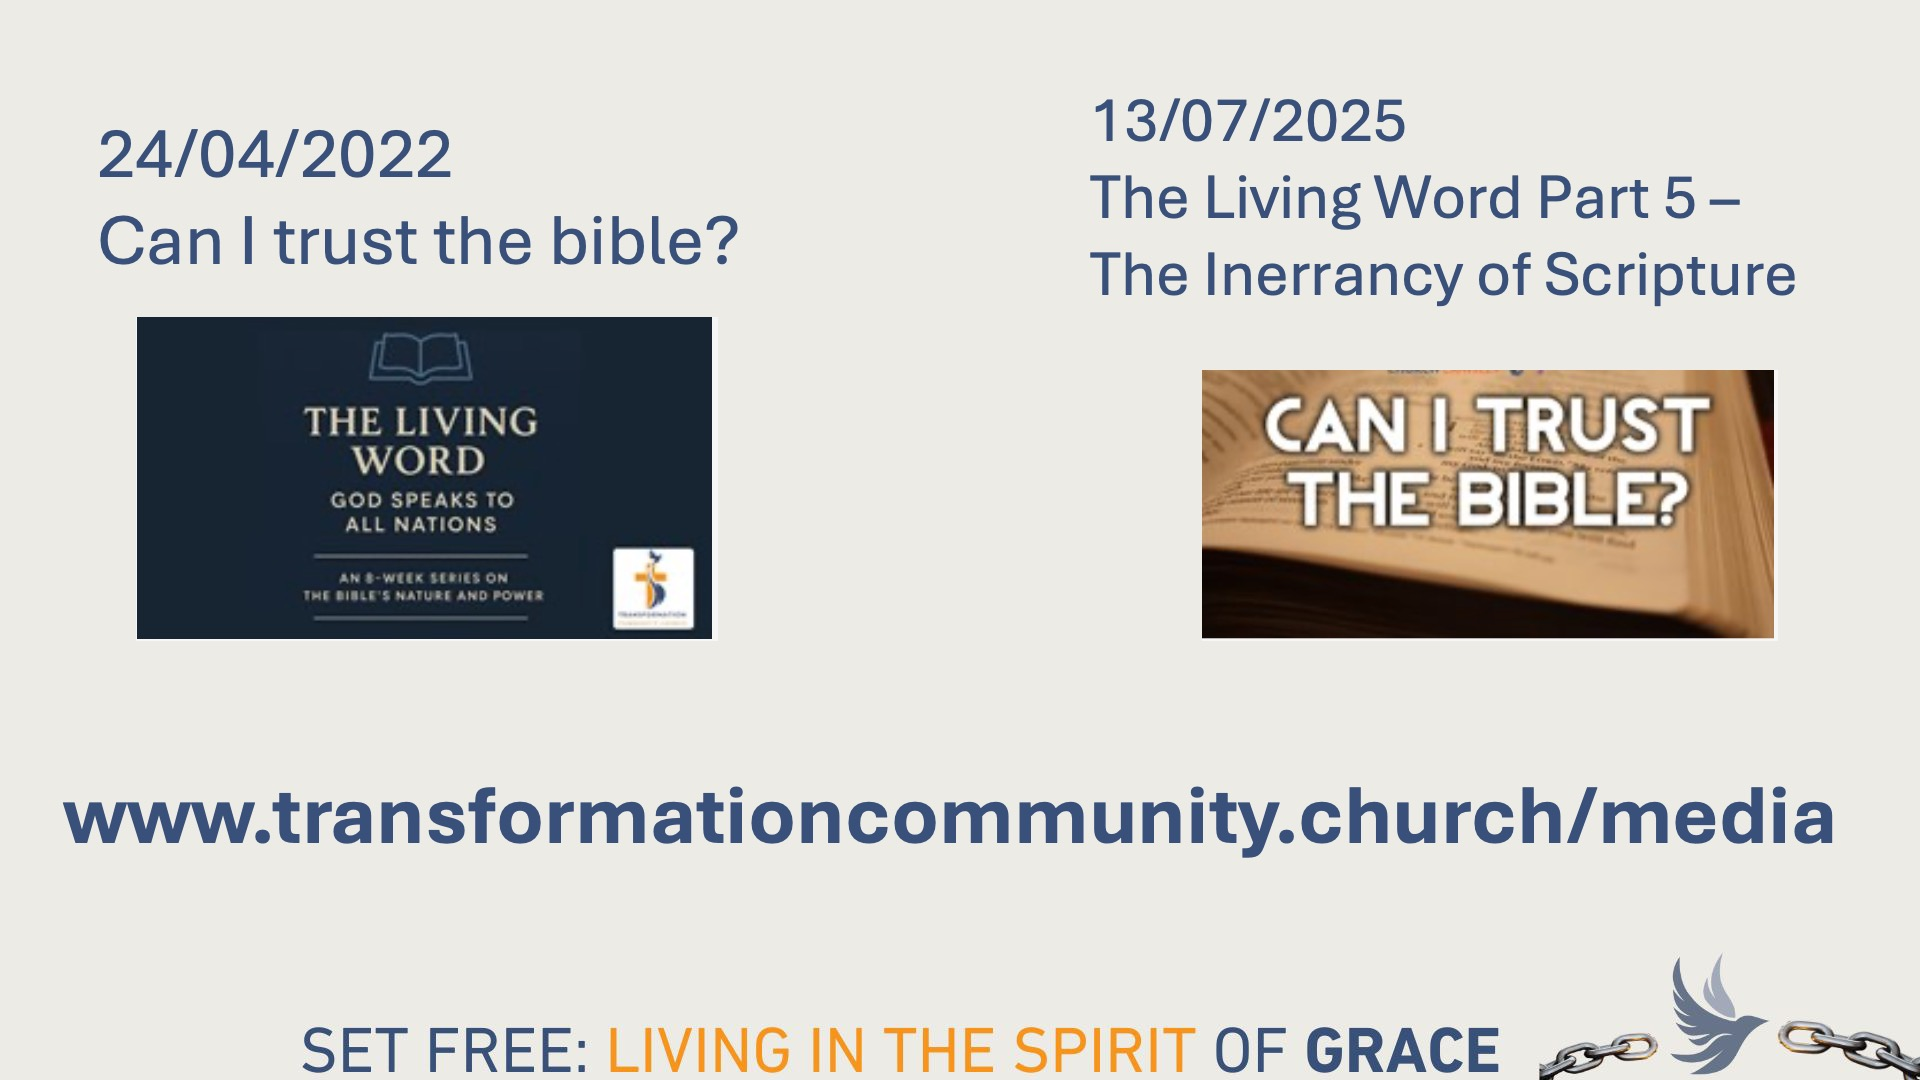 24/04/2022
Can I trust the bible?
THE LIVING
WORD
GOD SPEAKS TO
ALL NATIONS
AN 8-WEEK SERIES ON
THE BIBLE'S NATURE AND POWER
TRANSFORMATION
13/07/2025
The Living Word Part 5 –
The Inerrancy of Scripture
CAN I TRUST
THE BIBLE?
www.transformationcommunity.church/media
SET FREE: LIVING IN THE SPIRIT OF GRACE